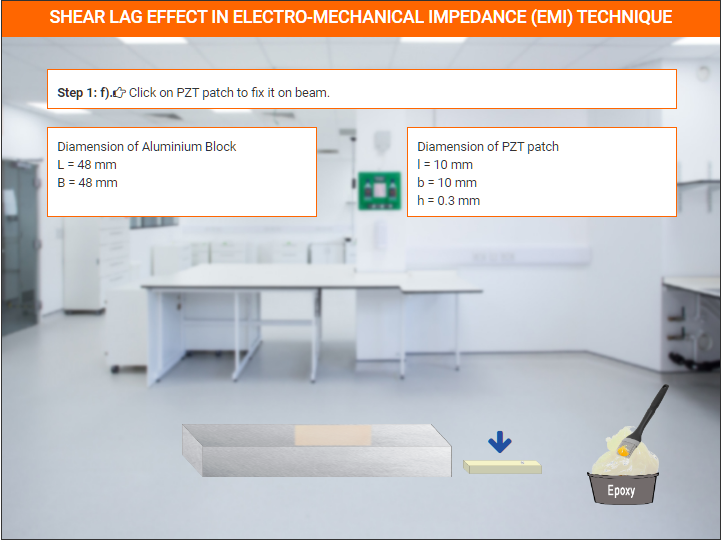 SHEAR LAG EFFECT IN ELECTRO-MECHANICAL IMPEDANCE (EMI) TECHNIQUE
Step 1: f). Click on PZT patch to fix it on beam.
Diamension of Aluminium Block
L = 48 mm
B = 48 mm
Diamension of PZT patch
l = 10 mm
b = 10 mm
h = 0.3 mm
Epoxy